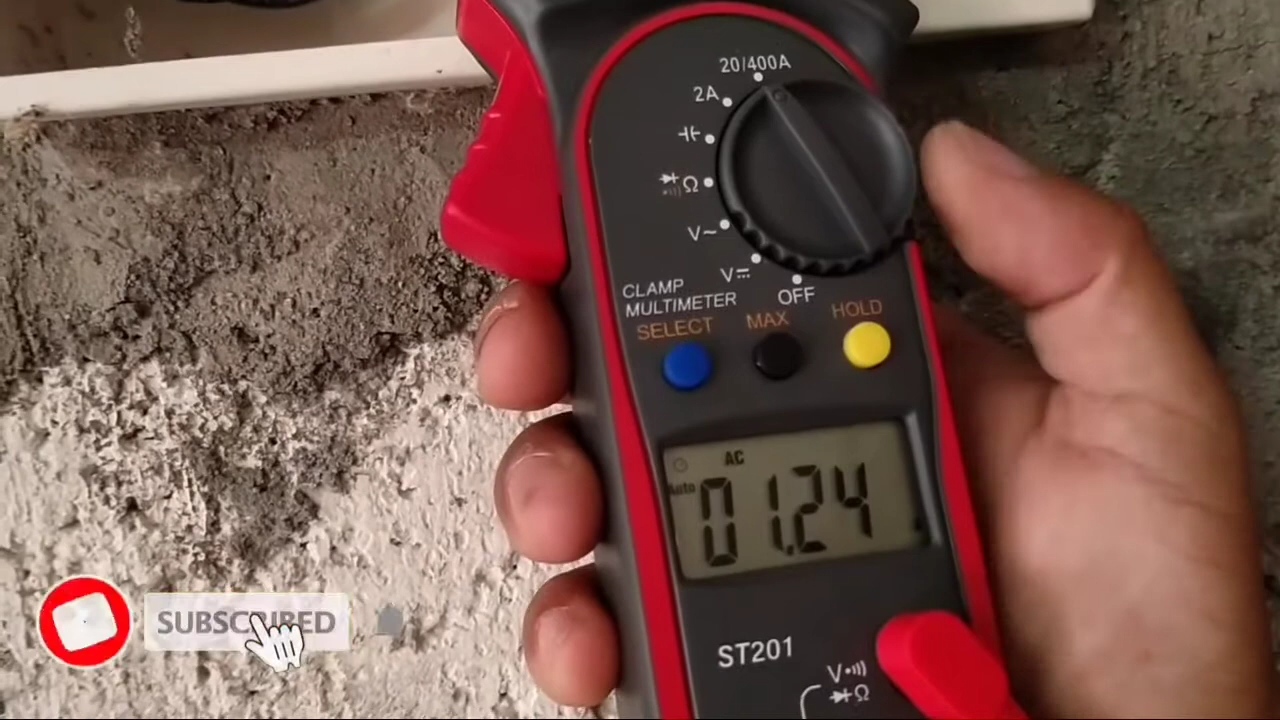 20/400A
2A
Ω
V~
V⎓
OFF
CLAMP
MULTIMETER
SELECT
MAX
HOLD
AC
Auto
01.24
ST201
V
Ω
SUBSCRIBED